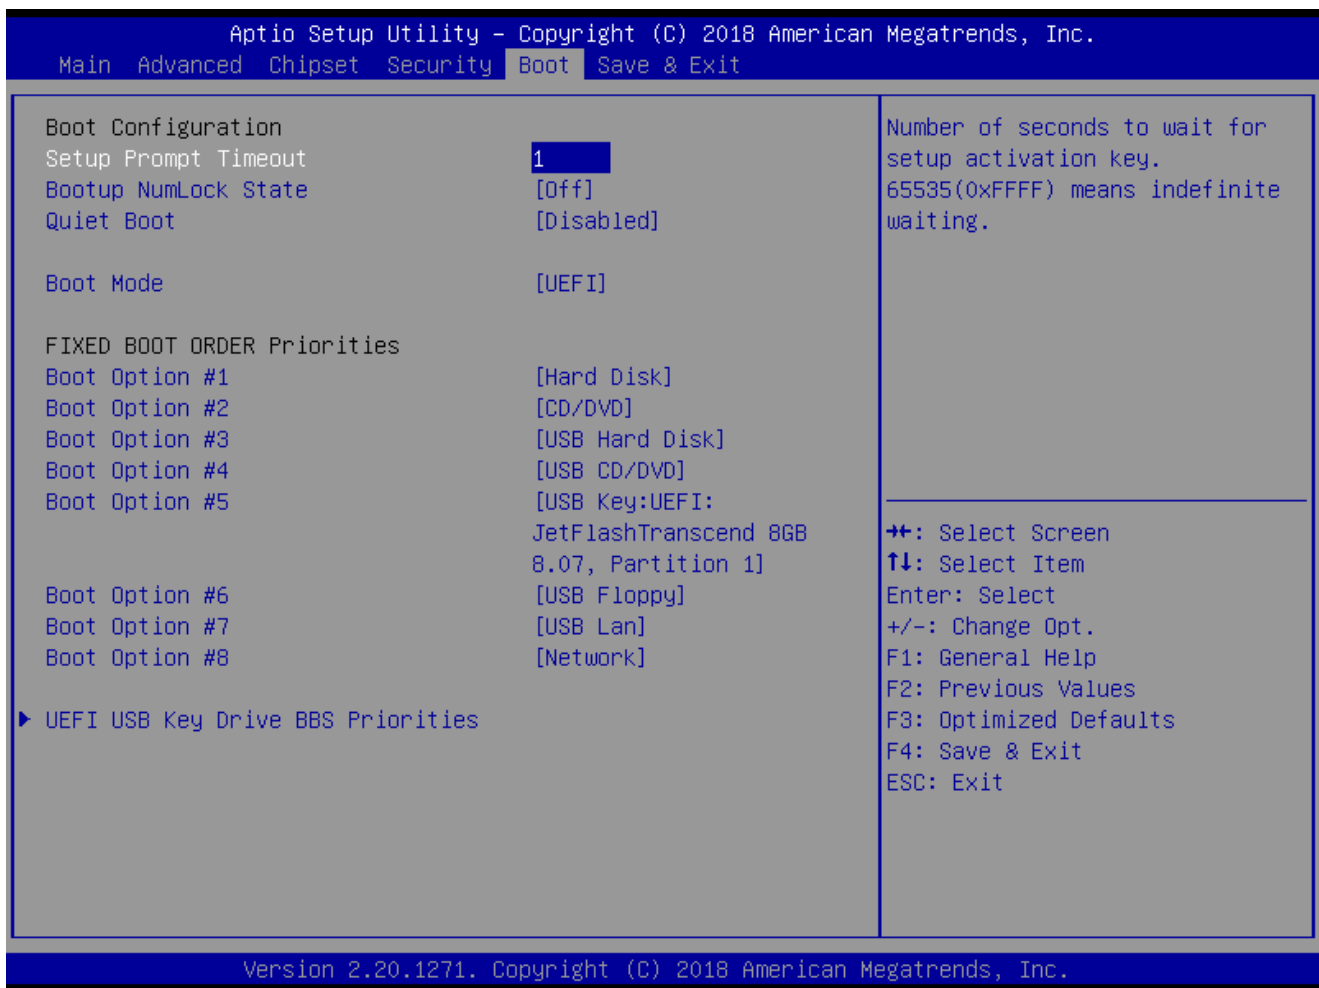 Aptio Setup Utility – Copyright (C) 2018 American Megatrends, Inc.
Main Advanced Chipset Security Boot Save & Exit
Boot Configuration
Setup Prompt Timeout 1
Bootup NumLock State [Off]
Quiet Boot [Disabled]
Boot Mode [UEFI]
FIXED BOOT ORDER Priorities
Boot Option #1 [Hard Disk]
Boot Option #2 [CD/DVD]
Boot Option #3 [USB Hard Disk]
Boot Option #4 [USB CD/DVD]
Boot Option #5 [USB Key:UEFI:
JetFlashTranscend 8GB
8.07, Partition 1]
Boot Option #6 [USB Floppy]
Boot Option #7 [USB Lan]
Boot Option #8 [Network]
UEFI USB Key Drive BBS Priorities
Number of seconds to wait for
setup activation key.
65535(0xFFFF) means indefinite
waiting.
→←: Select Screen
↑↓: Select Item
Enter: Select
+/-: Change Opt.
F1: General Help
F2: Previous Values
F3: Optimized Defaults
F4: Save & Exit
ESC: Exit
Version 2.20.1271. Copyright (C) 2018 American Megatrends, Inc.